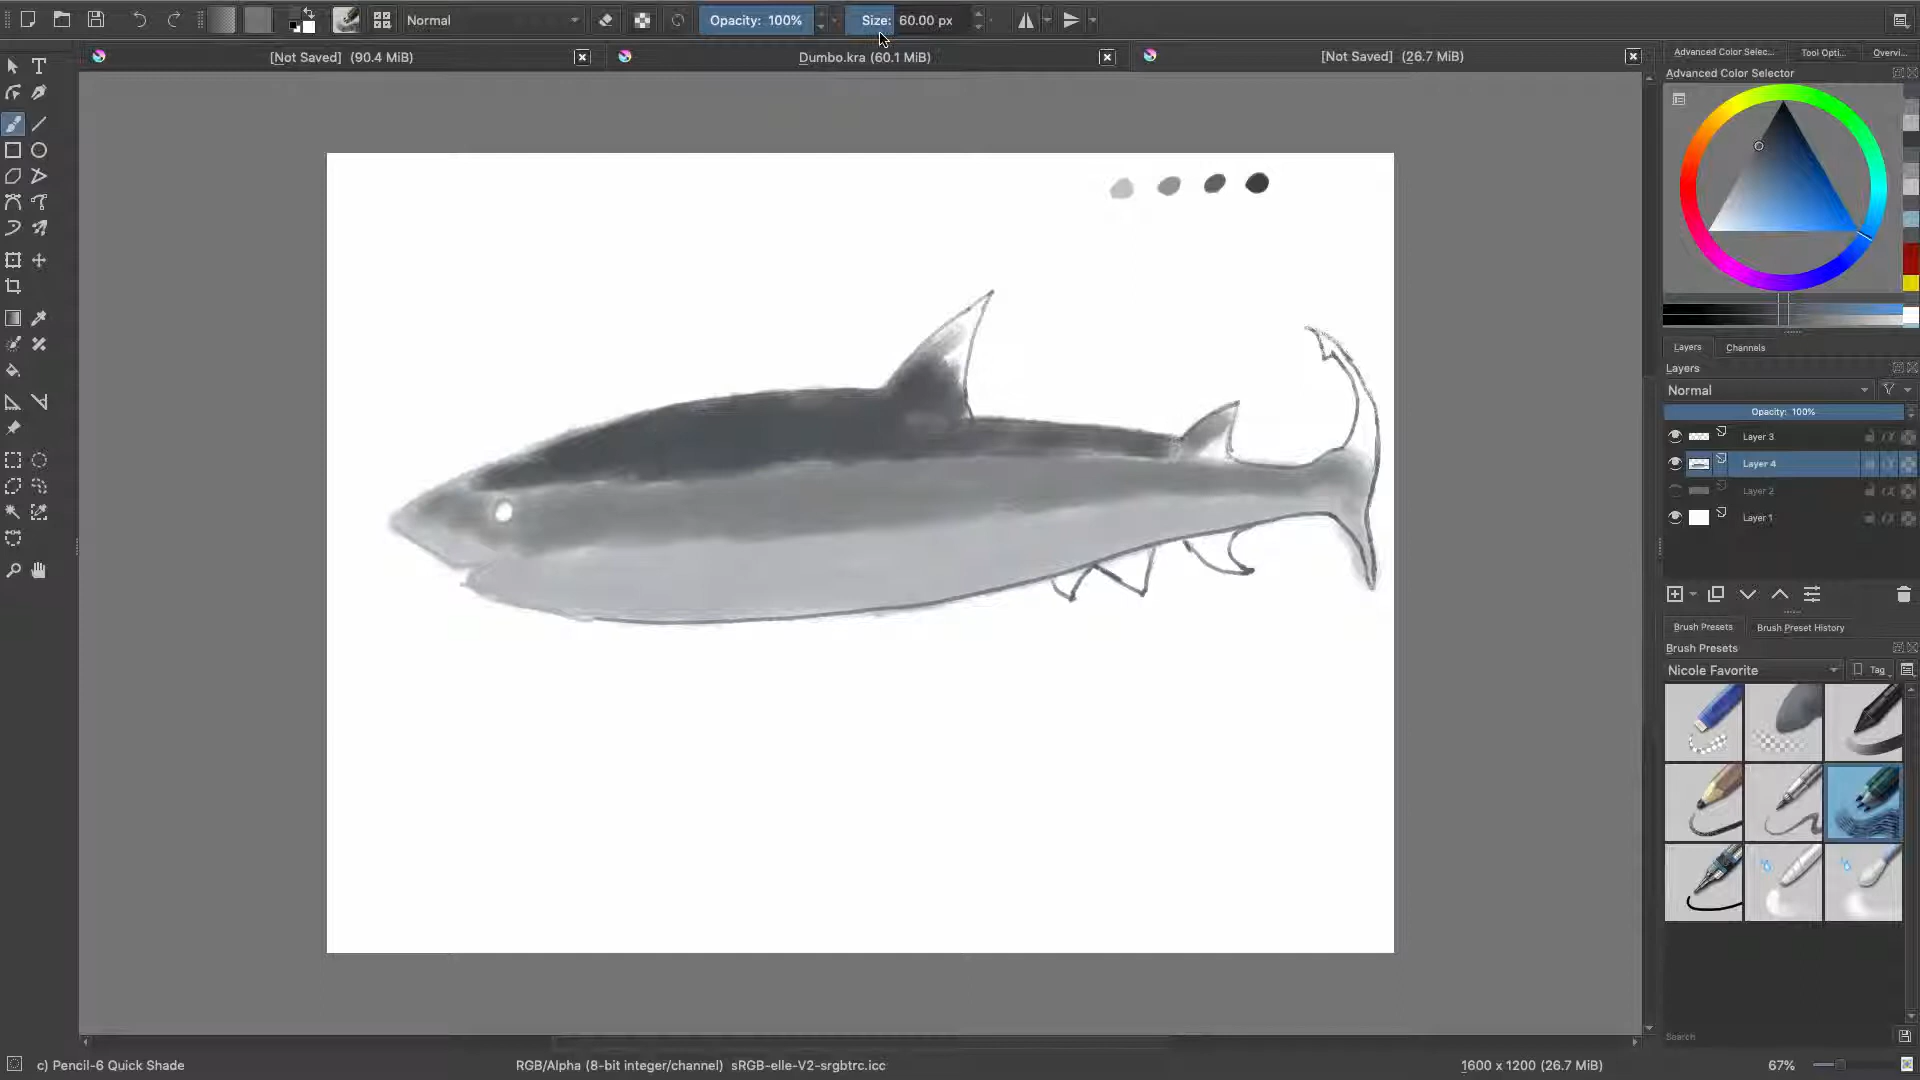 Normal
Opacity: 100%
Size: 60.00 px
[Not Saved] (90.4 MiB)
Dumbo.kra (60.1 MiB)
[Not Saved] (26.7 MiB)
Advanced Color Selec...
Tool Opti...
Overvi...
Advanced Color Selector
Layers
Channels
Layers
Normal
Opacity: 100%
Layer 3
Layer 4
Layer 2
Layer 1
Brush Presets
Brush Preset History
Brush Presets
Nicole Favorite
Tag
Search
c) Pencil-6 Quick Shade
RGB/Alpha (8-bit integer/channel) sRGB-elle-V2-srgbtrc.icc
1600 x 1200 (26.7 MiB)
67%